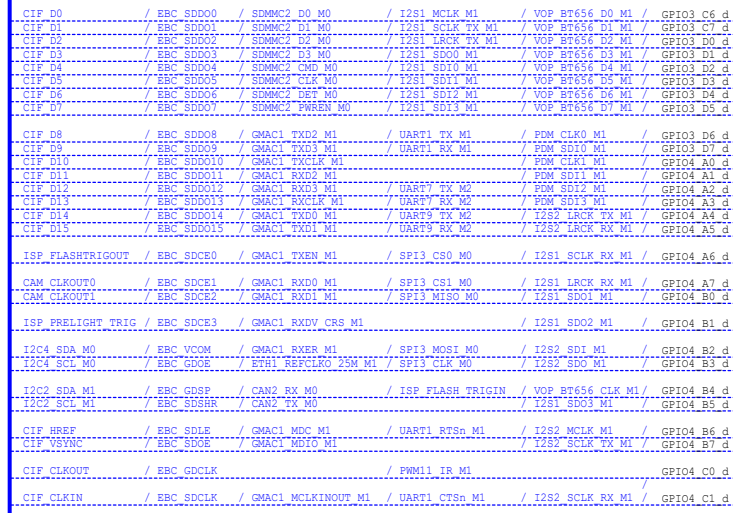 CIF_D0 / EBC_SDDO0 / SDMMC2_D0_M0 / I2S1_MCLK_M1 / VOP_BT656_D0_M1 / GPIO3_C6_d
CIF_D1 / EBC_SDDO1 / SDMMC2_D1_M0 / I2S1_SCLK_TX_M1 / VOP_BT656_D1_M1 / GPIO3_C7_d
CIF_D2 / EBC_SDDO2 / SDMMC2_D2_M0 / I2S1_LRCK_TX_M1 / VOP_BT656_D2_M1 / GPIO3_D0_d
CIF_D3 / EBC_SDDO3 / SDMMC2_D3_M0 / I2S1_SDO0_M1 / VOP_BT656_D3_M1 / GPIO3_D1_d
CIF_D4 / EBC_SDDO4 / SDMMC2_CMD_M0 / I2S1_SDI0_M1 / VOP_BT656_D4_M1 / GPIO3_D2_d
CIF_D5 / EBC_SDDO5 / SDMMC2_CLK_M0 / I2S1_SDI1_M1 / VOP_BT656_D5_M1 / GPIO3_D3_d
CIF_D6 / EBC_SDDO6 / SDMMC2_DET_M0 / I2S1_SDI2_M1 / VOP_BT656_D6_M1 / GPIO3_D4_d
CIF_D7 / EBC_SDDO7 / SDMMC2_PWREN_M0 / I2S1_SDI3_M1 / VOP_BT656_D7_M1 / GPIO3_D5_d
CIF_D8 / EBC_SDDO8 / GMAC1_TXD2_M1 / UART1_TX_M1 / PDM_CLK0_M1 / GPIO3_D6_d
CIF_D9 / EBC_SDDO9 / GMAC1_TXD3_M1 / UART1_RX_M1 / PDM_SDI0_M1 / GPIO3_D7_d
CIF_D10 / EBC_SDDO10 / GMAC1_TXCLK_M1 / PDM_CLK1_M1 / GPIO4_A0_d
CIF_D11 / EBC_SDDO11 / GMAC1_RXD2_M1 / PDM_SDI1_M1 / GPIO4_A1_d
CIF_D12 / EBC_SDDO12 / GMAC1_RXD3_M1 / UART7_TX_M2 / PDM_SDI2_M1 / GPIO4_A2_d
CIF_D13 / EBC_SDDO13 / GMAC1_RXCLK_M1 / UART7_RX_M2 / PDM_SDI3_M1 / GPIO4_A3_d
CIF_D14 / EBC_SDDO14 / GMAC1_TXD0_M1 / UART9_TX_M2 / I2S2_LRCK_TX_M1 / GPIO4_A4_d
CIF_D15 / EBC_SDDO15 / GMAC1_TXD1_M1 / UART9_RX_M2 / I2S2_LRCK_RX_M1 / GPIO4_A5_d
ISP_FLASHTRIGOUT / EBC_SDCE0 / GMAC1_TXEN_M1 / SPI3_CS0_M0 / I2S1_SCLK_RX_M1 / GPIO4_A6_d
CAM_CLKOUT0 / EBC_SDCE1 / GMAC1_RXD0_M1 / SPI3_CS1_M0 / I2S1_LRCK_RX_M1 / GPIO4_A7_d
CAM_CLKOUT1 / EBC_SDCE2 / GMAC1_RXD1_M1 / SPI3_MISO_M0 / I2S1_SDO1_M1 / GPIO4_B0_d
ISP_PRELIGHT_TRIG / EBC_SDCE3 / GMAC1_RXDV_CRS_M1 / I2S1_SDO2_M1 / GPIO4_B1_d
I2C4_SDA_M0 / EBC_VCOM / GMAC1_RXER_M1 / SPI3_MOSI_M0 / I2S2_SDI_M1 / GPIO4_B2_d
I2C4_SCL_M0 / EBC_GDOE / ETH1_REFCLKO_25M_M1 / SPI3_CLK_M0 / I2S2_SDO_M1 / GPIO4_B3_d
I2C2_SDA_M1 / EBC_GDSP / CAN2_RX_M0 / ISP_FLASH_TRIGIN / VOP_BT656_CLK_M1 / GPIO4_B4_d
I2C2_SCL_M1 / EBC_SDSHR / CAN2_TX_M0 / I2S1_SDO3_M1 / GPIO4_B5_d
CIF_HREF / EBC_SDLE / GMAC1_MDC_M1 / UART1_RTSn_M1 / I2S2_MCLK_M1 / GPIO4_B6_d
CIF_VSYNC / EBC_SDOE / GMAC1_MDIO_M1 / I2S2_SCLK_TX_M1 / GPIO4_B7_d
CIF_CLKOUT / EBC_GDCLK / PWM11_IR_M1 / GPIO4_C0_d
CIF_CLKIN / EBC_SDCLK / GMAC1_MCLKINOUT_M1 / UART1_CTSn_M1 / I2S2_SCLK_RX_M1 / GPIO4_C1_d